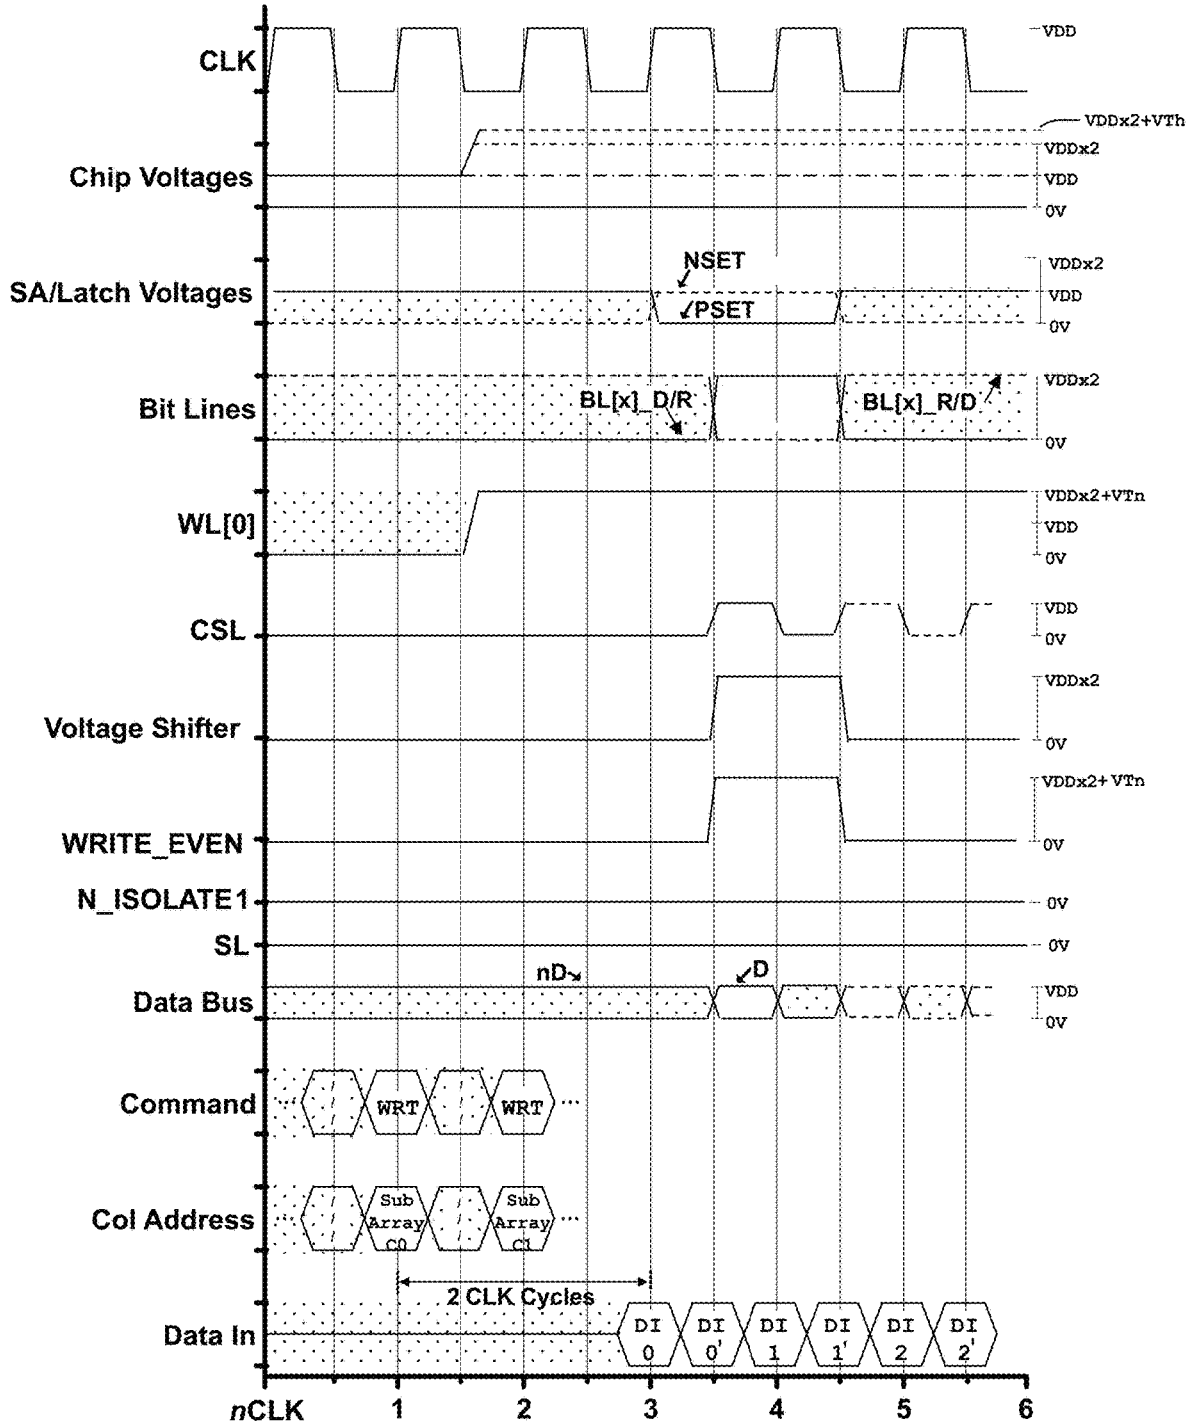 CLK
VDD
VDDx2+VTh
Chip Voltages
VDDx2
VDD
0V
NSET
SA/Latch Voltages
PSET
VDDx2
VDD
0V
Bit Lines
BL[x]_D/R
BL[x]_R/D
VDDx2
0V
WL[0]
VDDx2+VTn
VDD
0V
CSL
VDD
0V
Voltage Shifter
VDDx2
0V
WRITE_EVEN
VDDx2+VTn
0V
N_ISOLATE1
0V
SL
0V
nD
D
Data Bus
VDD
0V
Command
... WRT WRT ...
Col Address
... Sub Array C0 Sub Array C1 ...
2 CLK Cycles
Data In
DI 0 DI 0' DI 1 DI 1' DI 2 DI 2'
nCLK 1 2 3 4 5 6